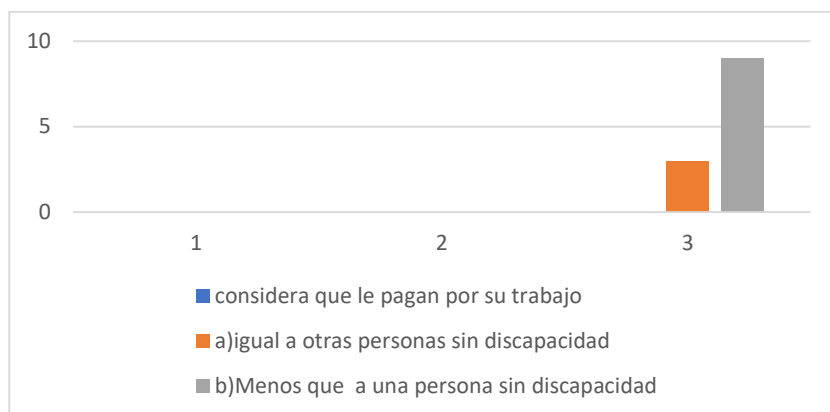 10
5
0
1 2 3
considera que le pagan por su trabajo
a)igual a otras personas sin discapacidad
b)Menos que  a una persona sin discapacidad